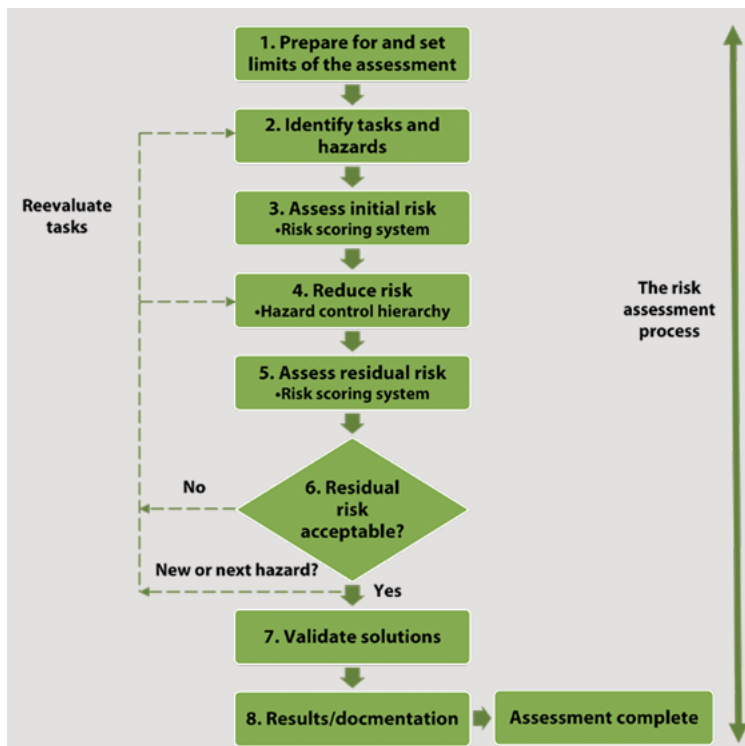 1. Prepare for and set
limits of the assessment
2. Identify tasks and
hazards
Reevaluate
tasks
3. Assess initial risk
•Risk scoring system
4. Reduce risk
•Hazard control hierarchy
The risk
assessment
process
5. Assess residual risk
•Risk scoring system
No
6. Residual
risk
acceptable?
New or next hazard?
Yes
7. Validate solutions
8. Results/docmentation
Assessment complete